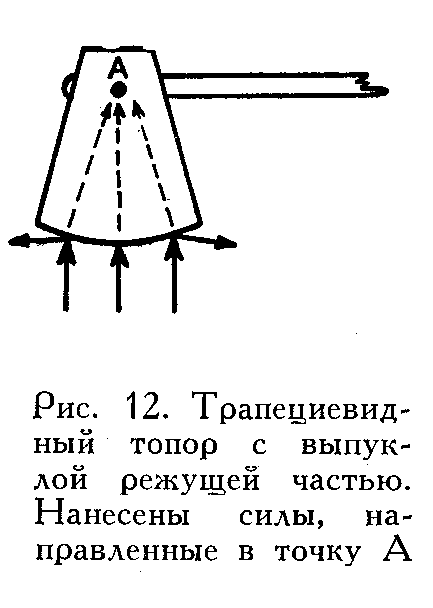 А
Рис. 12. Трапециевид-
ный топор с выпук-
лой режущей частью.
Нанесены силы, на-
правленные в точку А